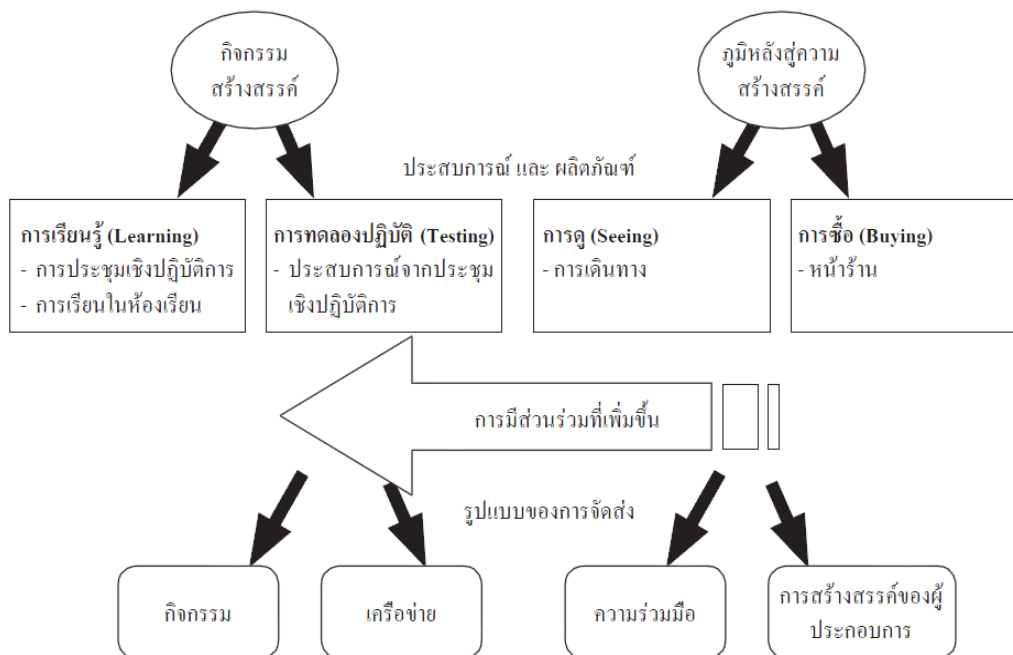 กิจกรรม
สร้างสรรค์
ภูมิหลังสู่ความ
สร้างสรรค์
ประสบการณ์ และ ผลิตภัณฑ์
การเรียนรู้ (Learning)
- การประชุมเชิงปฏิบัติการ
- การเรียนในห้องเรียน
การทดลองปฏิบัติ (Testing)
- ประสบการณ์จากประชุม
เชิงปฏิบัติการ
การดู (Seeing)
- การเดินทาง
การซื้อ (Buying)
- หน้าร้าน
การมีส่วนร่วมที่เพิ่มขึ้น
รูปแบบของการจัดส่ง
กิจกรรม
เครือข่าย
ความร่วมมือ
การสร้างสรรค์ของผู้
ประกอบการ